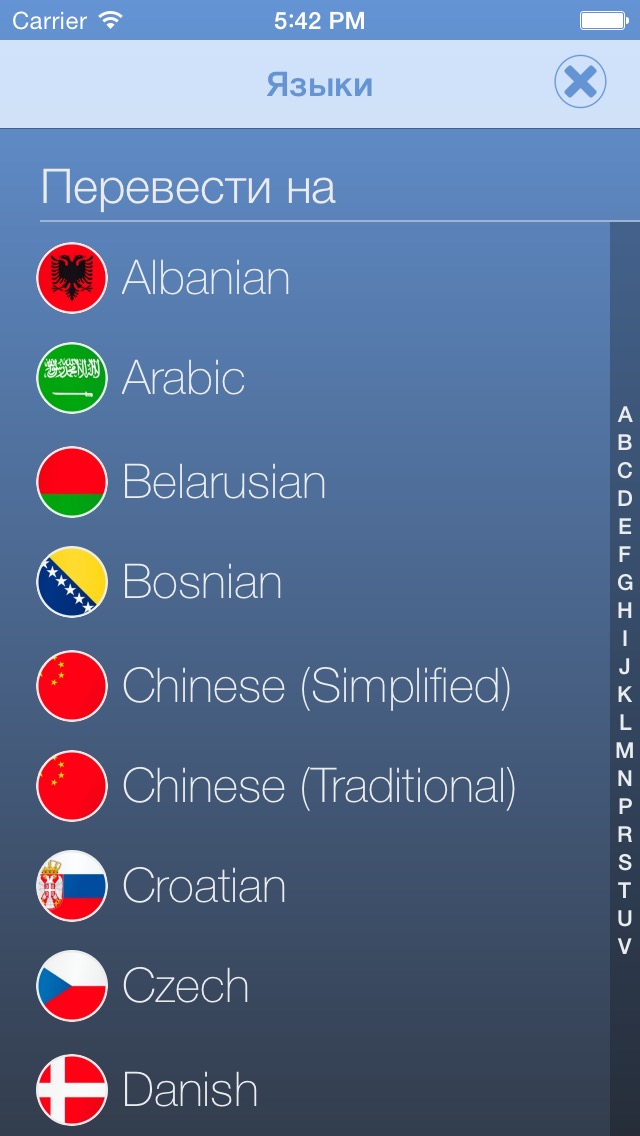 Carrier 5:42 PM
Языки
Перевести на
Albanian
Arabic
Belarusian
Bosnian
Chinese (Simplified)
Chinese (Traditional)
Croatian
Czech
Danish
A
B
C
D
E
F
G
H
I
J
K
L
M
N
P
R
S
T
U
V